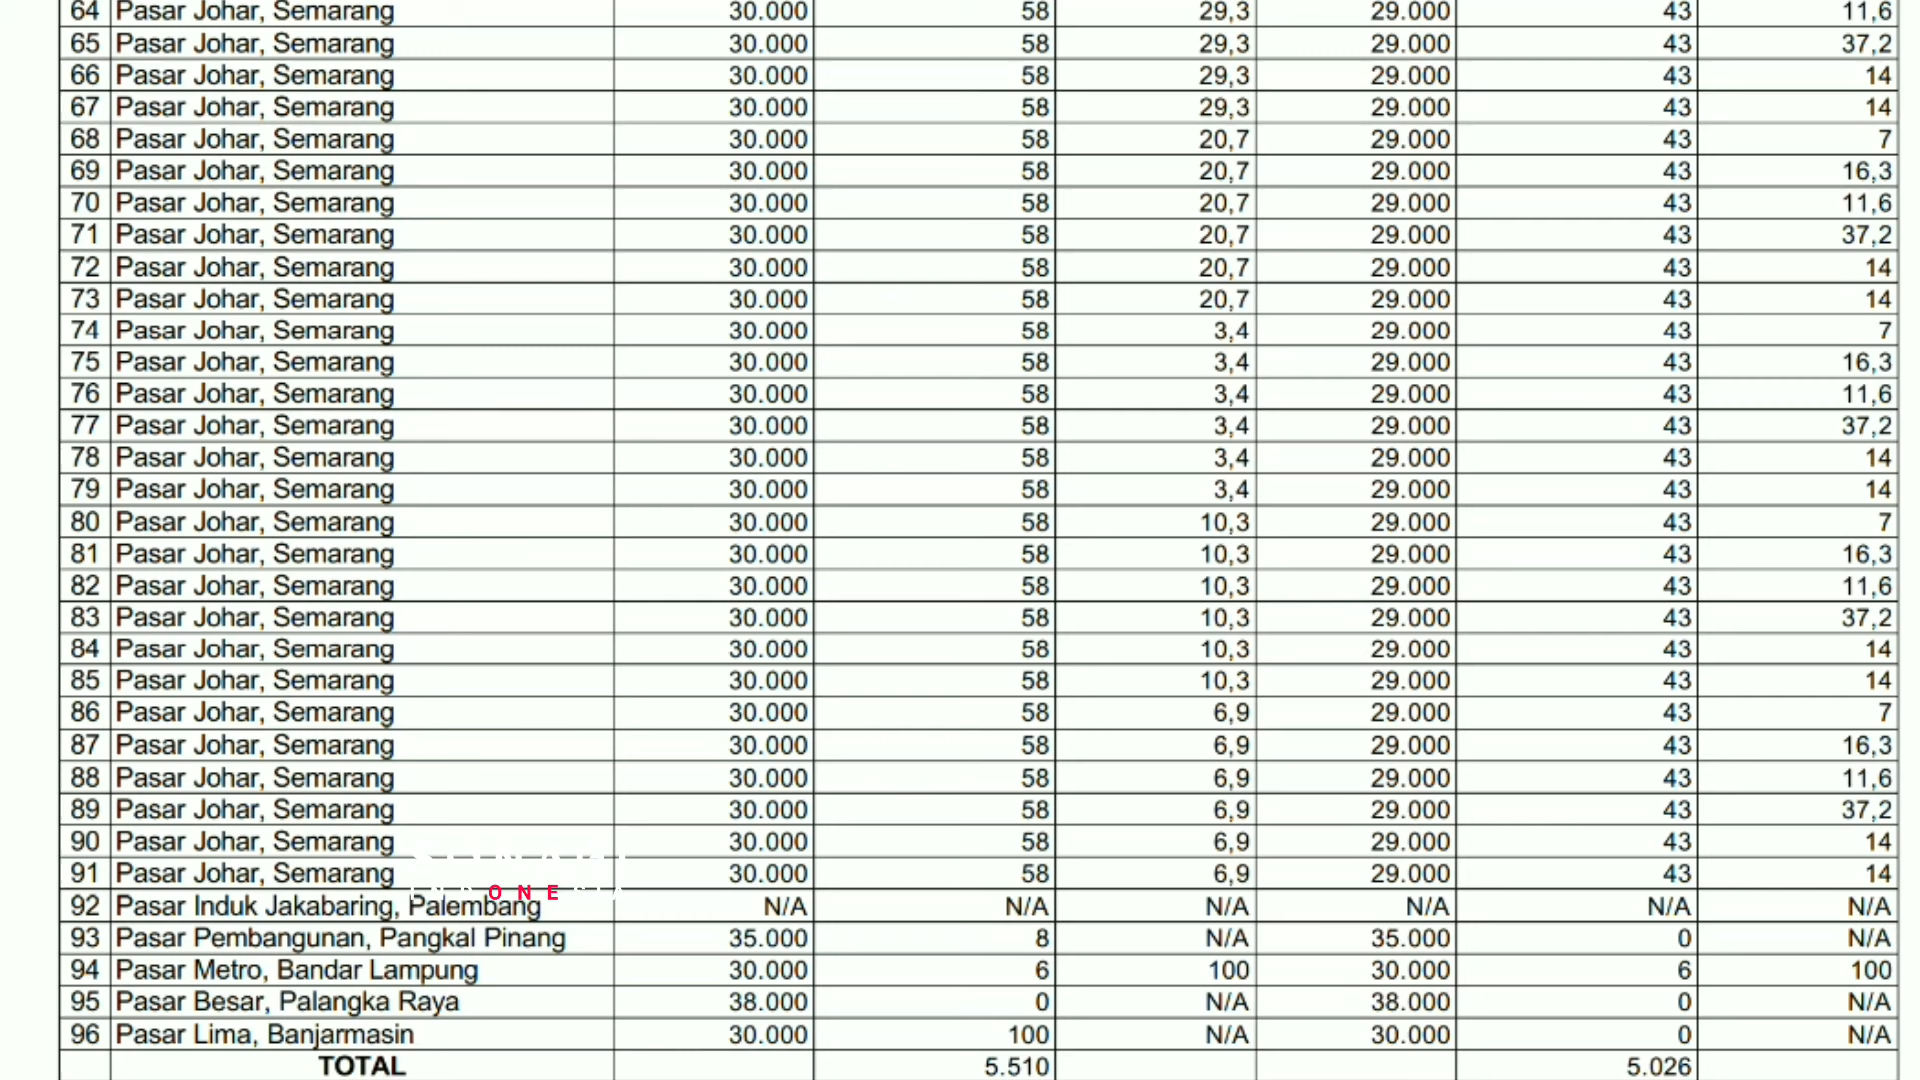 64 Pasar Johar, Semarang 30.000 58 29,3 29.000 43 11,6
65 Pasar Johar, Semarang 30.000 58 29,3 29.000 43 37,2
66 Pasar Johar, Semarang 30.000 58 29,3 29.000 43 14
67 Pasar Johar, Semarang 30.000 58 29,3 29.000 43 14
68 Pasar Johar, Semarang 30.000 58 20,7 29.000 43 7
69 Pasar Johar, Semarang 30.000 58 20,7 29.000 43 16,3
70 Pasar Johar, Semarang 30.000 58 20,7 29.000 43 11,6
71 Pasar Johar, Semarang 30.000 58 20,7 29.000 43 37,2
72 Pasar Johar, Semarang 30.000 58 20,7 29.000 43 14
73 Pasar Johar, Semarang 30.000 58 20,7 29.000 43 14
74 Pasar Johar, Semarang 30.000 58 3,4 29.000 43 7
75 Pasar Johar, Semarang 30.000 58 3,4 29.000 43 16,3
76 Pasar Johar, Semarang 30.000 58 3,4 29.000 43 11,6
77 Pasar Johar, Semarang 30.000 58 3,4 29.000 43 37,2
78 Pasar Johar, Semarang 30.000 58 3,4 29.000 43 14
79 Pasar Johar, Semarang 30.000 58 3,4 29.000 43 14
80 Pasar Johar, Semarang 30.000 58 10,3 29.000 43 7
81 Pasar Johar, Semarang 30.000 58 10,3 29.000 43 16,3
82 Pasar Johar, Semarang 30.000 58 10,3 29.000 43 11,6
83 Pasar Johar, Semarang 30.000 58 10,3 29.000 43 37,2
84 Pasar Johar, Semarang 30.000 58 10,3 29.000 43 14
85 Pasar Johar, Semarang 30.000 58 10,3 29.000 43 14
86 Pasar Johar, Semarang 30.000 58 6,9 29.000 43 7
87 Pasar Johar, Semarang 30.000 58 6,9 29.000 43 16,3
88 Pasar Johar, Semarang 30.000 58 6,9 29.000 43 11,6
89 Pasar Johar, Semarang 30.000 58 6,9 29.000 43 37,2
90 Pasar Johar, Semarang 30.000 58 6,9 29.000 43 14
91 Pasar Johar, Semarang 30.000 58 6,9 29.000 43 14
ONE
92 Pasar Induk Jakabaring, Palembang N/A N/A N/A N/A N/A N/A
93 Pasar Pembangunan, Pangkal Pinang 35.000 8 N/A 35.000 0 N/A
94 Pasar Metro, Bandar Lampung 30.000 6 100 30.000 6 100
95 Pasar Besar, Palangka Raya 38.000 0 N/A 38.000 0 N/A
96 Pasar Lima, Banjarmasin 30.000 100 N/A 30.000 0 N/A
TOTAL 5.510 5.026